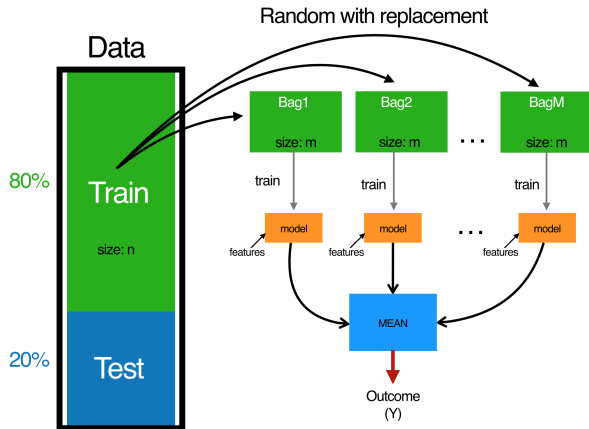 Random with replacement
Data
Bag1
Bag2
BagM
size: m
size: m
. . .
size: m
80%
Train
train
train
train
size: n
model
model
. . .
model
features
features
features
MEAN
20%
Test
Outcome
(Y)